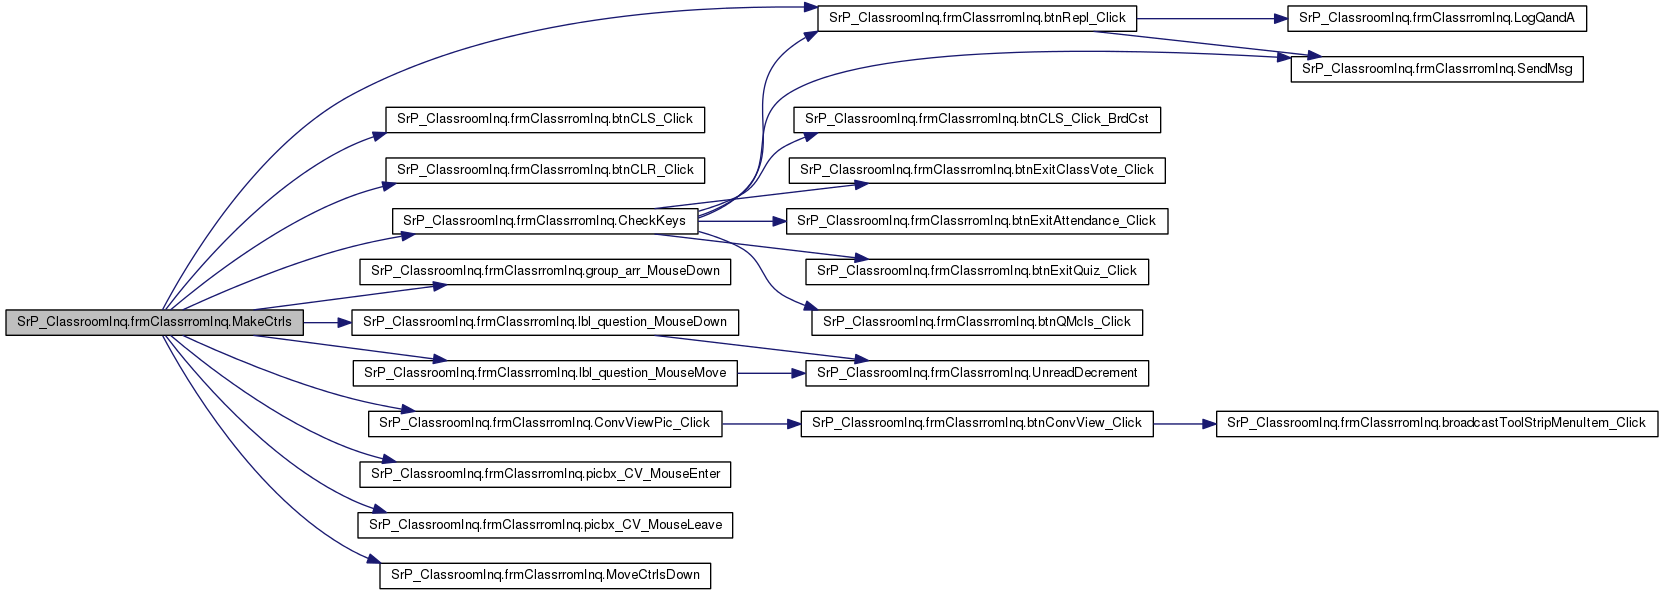 SrP_ClassroomInq.frmClassrromInq.btnRepl_Click
SrP_ClassroomInq.frmClassrromInq.LogQandA
SrP_ClassroomInq.frmClassrromInq.SendMsg
SrP_ClassroomInq.frmClassrromInq.btnCLS_Click
SrP_ClassroomInq.frmClassrromInq.btnCLS_Click_BrdCst
SrP_ClassroomInq.frmClassrromInq.btnCLR_Click
SrP_ClassroomInq.frmClassrromInq.btnExitClassVote_Click
SrP_ClassroomInq.frmClassrromInq.CheckKeys
SrP_ClassroomInq.frmClassrromInq.btnExitAttendance_Click
SrP_ClassroomInq.frmClassrromInq.group_arr_MouseDown
SrP_ClassroomInq.frmClassrromInq.btnExitQuiz_Click
SrP_ClassroomInq.frmClassrromInq.MakeCtrls
SrP_ClassroomInq.frmClassrromInq.lbl_question_MouseDown
SrP_ClassroomInq.frmClassrromInq.btnQMcls_Click
SrP_ClassroomInq.frmClassrromInq.lbl_question_MouseMove
SrP_ClassroomInq.frmClassrromInq.UnreadDecrement
SrP_ClassroomInq.frmClassrromInq.ConvViewPic_Click
SrP_ClassroomInq.frmClassrromInq.btnConvView_Click
SrP_ClassroomInq.frmClassrromInq.broadcastToolStripMenuItem_Click
SrP_ClassroomInq.frmClassrromInq.picbx_CV_MouseEnter
SrP_ClassroomInq.frmClassrromInq.picbx_CV_MouseLeave
SrP_ClassroomInq.frmClassrromInq.MoveCtrlsDown